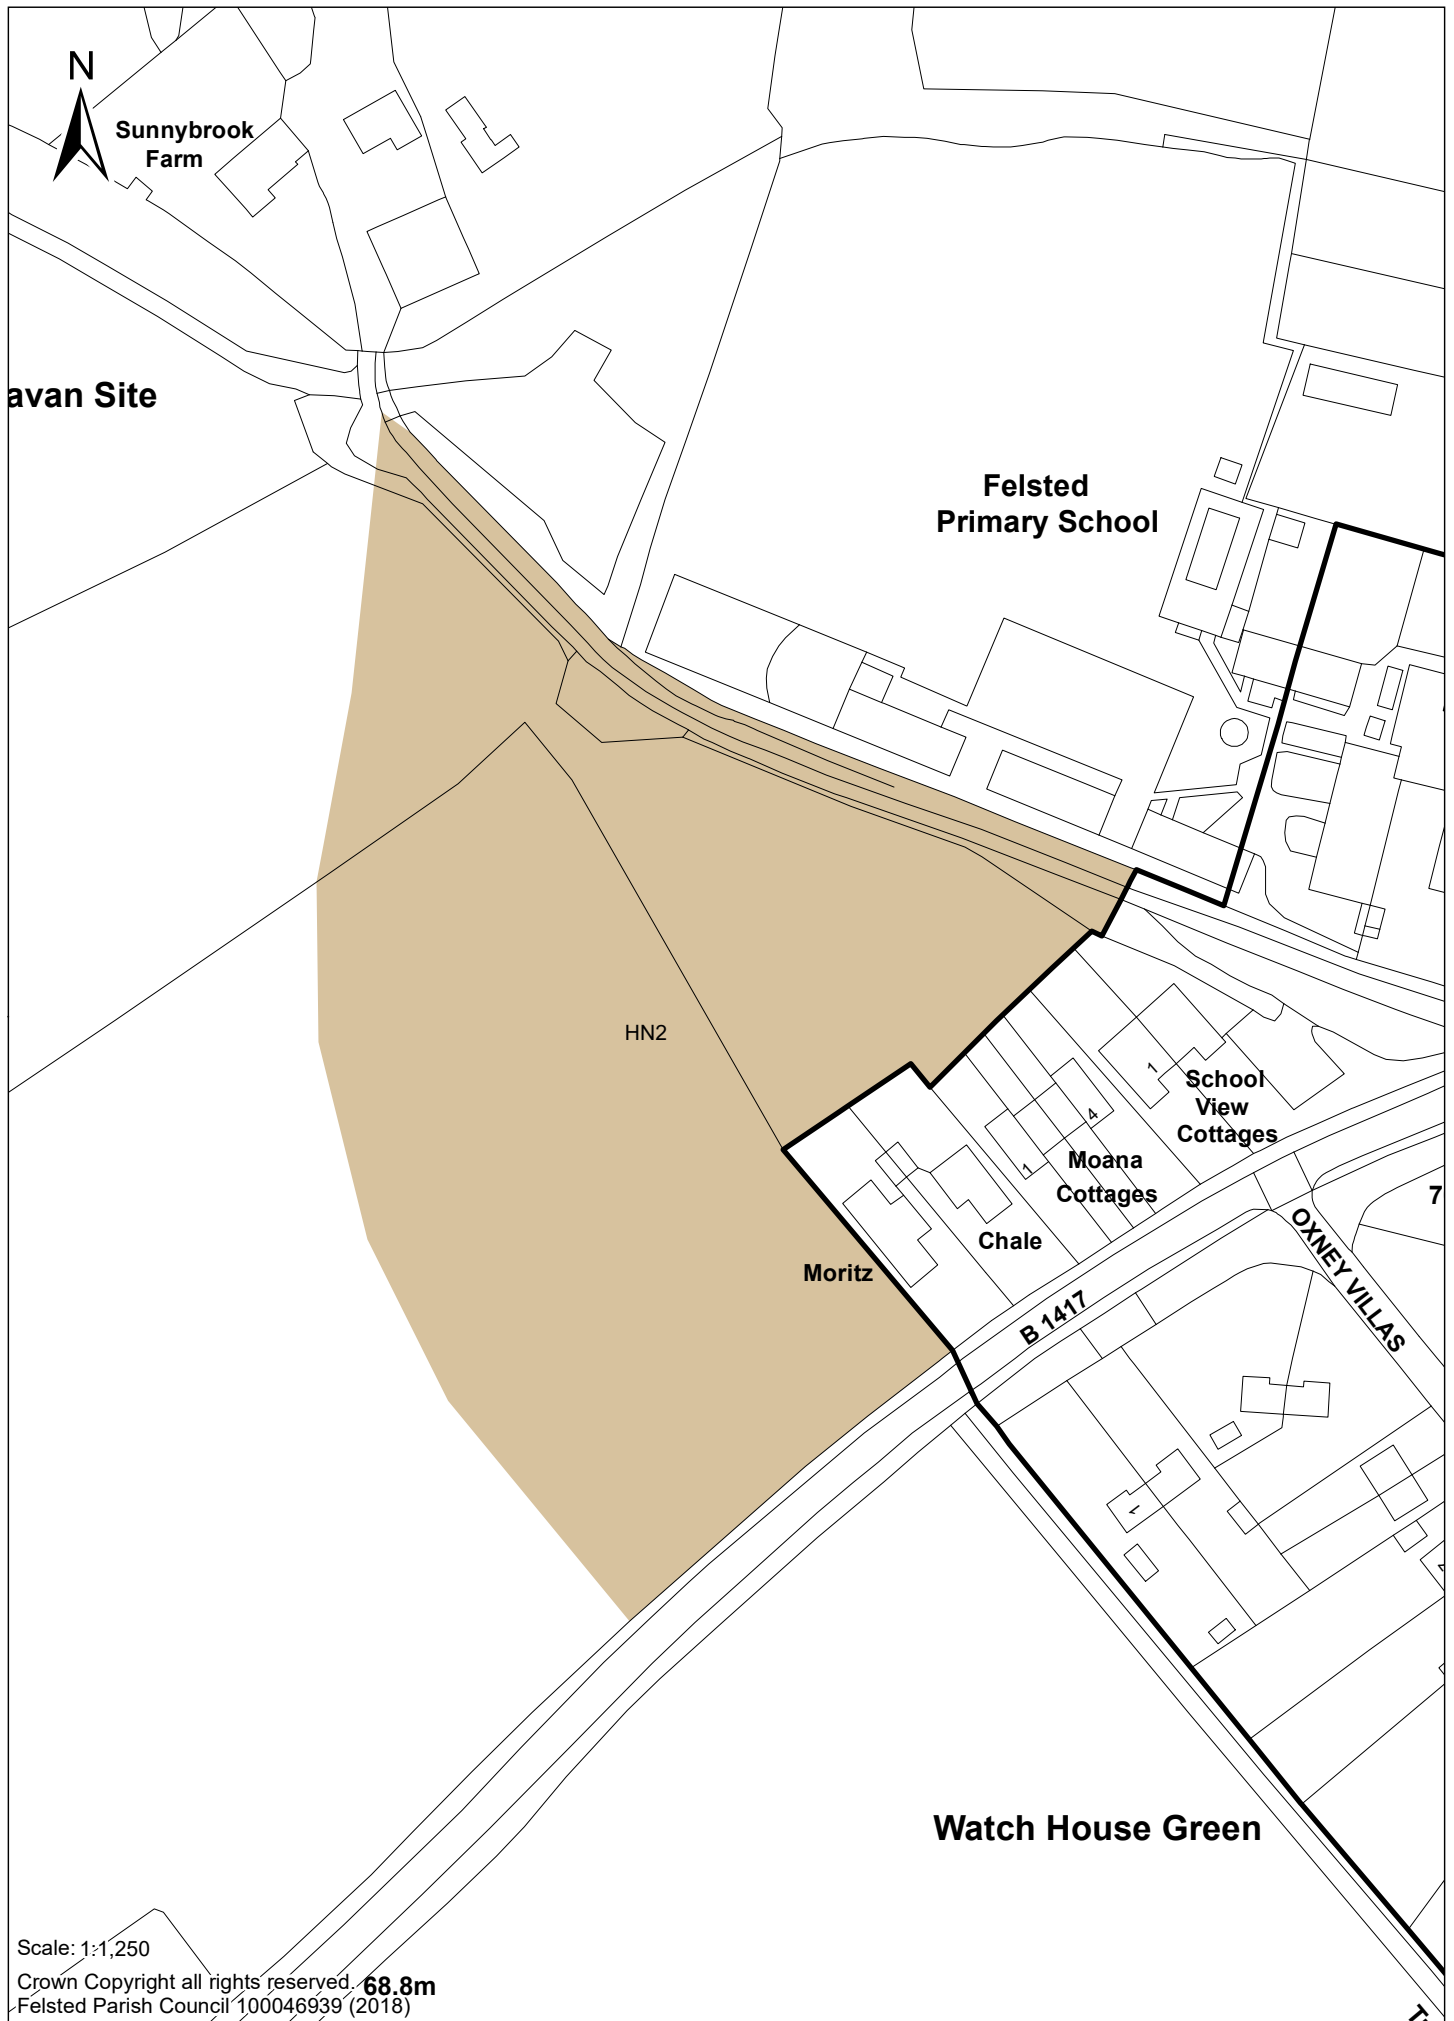 N
Sunnybrook
Farm
avan Site
Felsted
Primary School
HN2
1
School
View
Cottages
4
1
Moana
Cottages
7
Chale
OXNEY VILLAS
Moritz
B 1417
1
Watch House Green
Scale: 1:1,250
Crown Copyright all rights reserved.
68.8m
Felsted Parish Council 100046939 (2018)